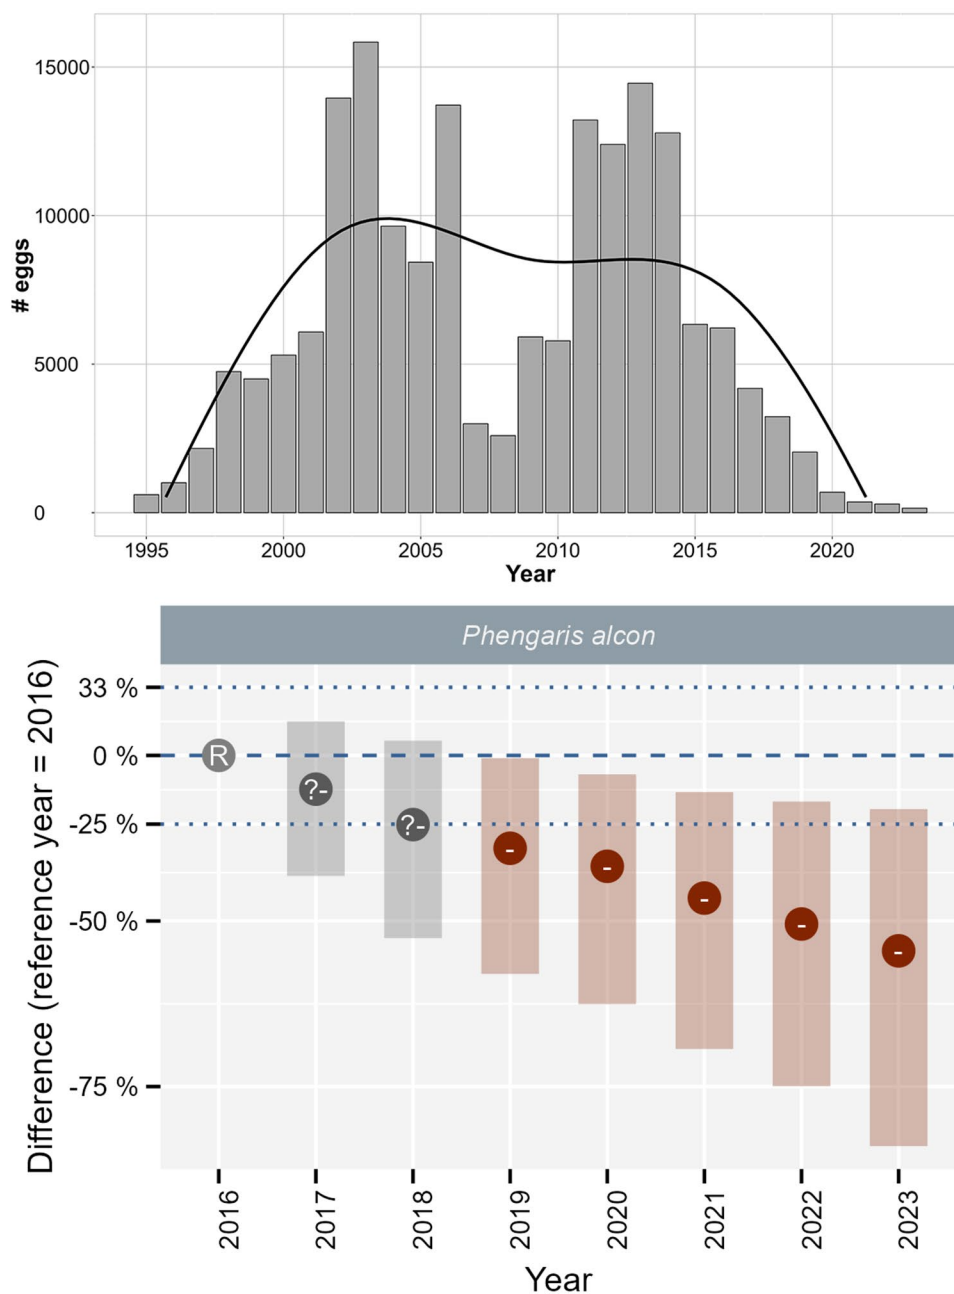 15000
10000
5000
0
# eggs
1995 2000 2005 2010 2015 2020
Year
Phengaris alcon
Difference (reference year = 2016)
33 %
0 %
-25 %
-50 %
-75 %
R
?-
?-
-
-
-
-
-
2016 2017 2018 2019 2020 2021 2022 2023
Year